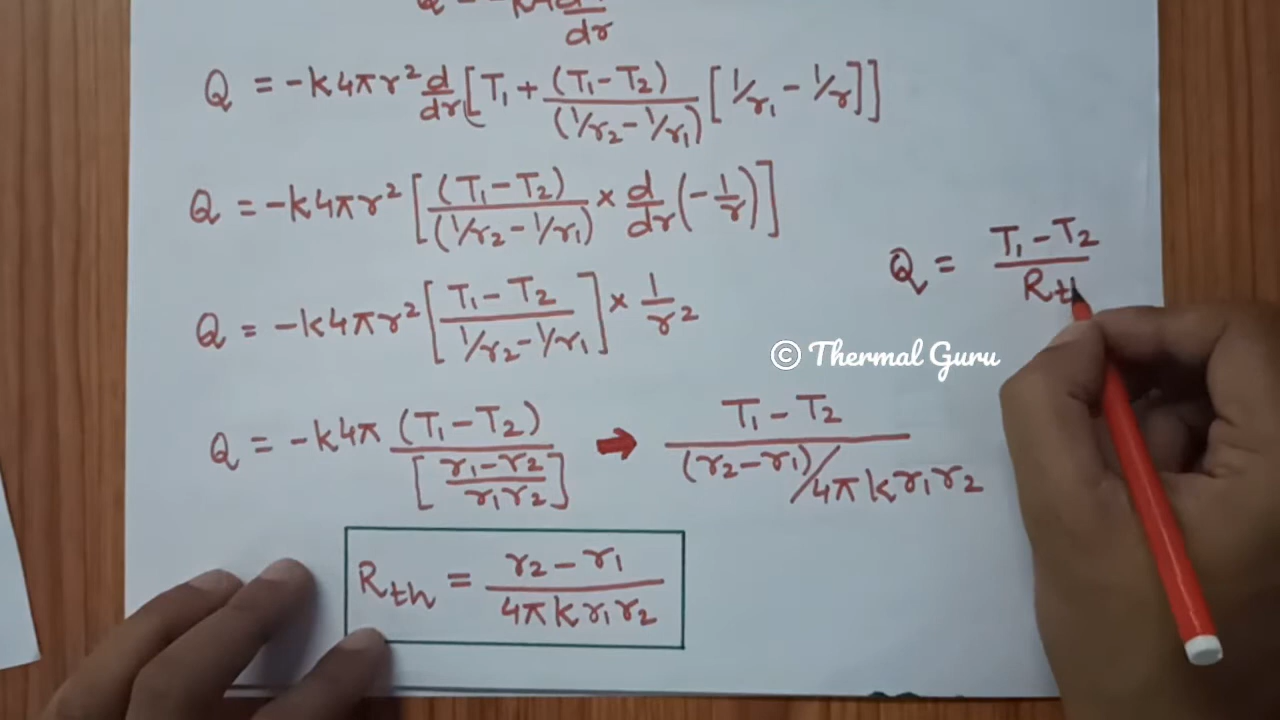 Q = -k4π d/dr
Q = -k4πr² d/dr [T₁ + (T₁-T₂)/(1/r₂ - 1/r₁) [1/r₁ - 1/r]]
Q = -k4πr² [(T₁-T₂)/(1/r₂ - 1/r₁) × d/dr (-1/r)]
Q = T₁-T₂/Rth
Q = -k4πr² [T₁-T₂/1/r₂-1/r₁] × 1/r²
© Thermal Guru
Q = -k4π (T₁-T₂)/[r₁-r₂/r₁r₂] ➡ T₁-T₂/(r₂-r₁)/4πkr₁r₂
Rth = r₂-r₁/4πkr₁r₂